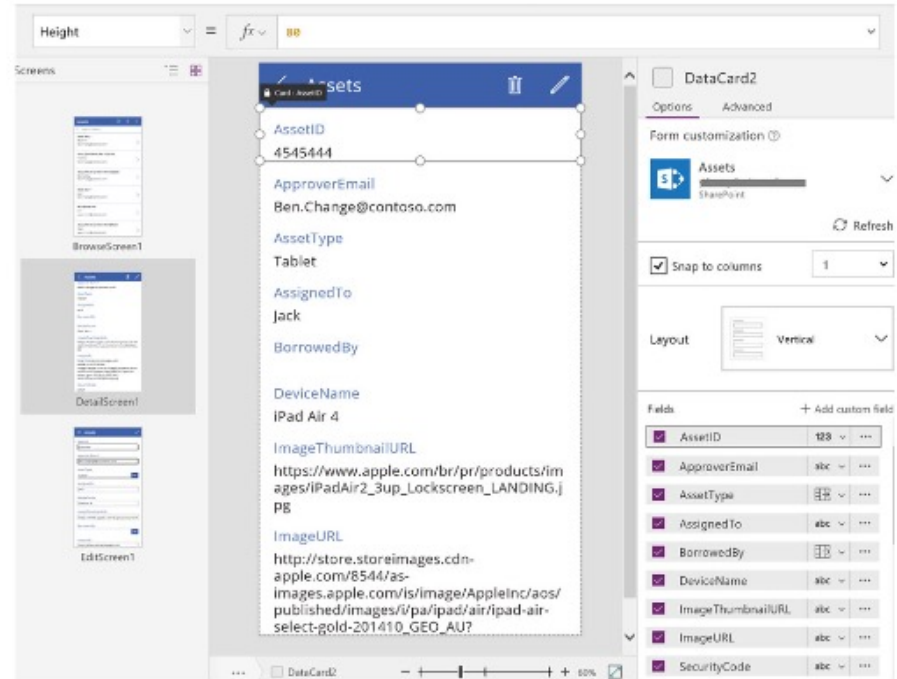 Height
=
fx
80
Screens
BrowseScreen1
DetailScreen1
EditScreen1
Assets
Card : AssetID
AssetID
4545444
ApproverEmail
Ben.Change@contoso.com
AssetType
Tablet
AssignedTo
Jack
BorrowedBy
DeviceName
iPad Air 4
ImageThumbnailURL
https://www.apple.com/br/pr/products/im
ages/iPadAir2_3up_Lockscreen_LANDING.j
pg
ImageURL
http://store.storeimages.cdn-
apple.com/8544/as-
images.apple.com/is/image/AppleInc/aos/
published/images/i/pa/ipad/air/ipad-air-
select-gold-201410_GEO_AU?
... DataCard2 - + 60%
DataCard2
Options Advanced
Form customization
Assets
SharePoint
Refresh
Snap to columns 1
Layout Vertical
Fields + Add custom field
AssetID 123 ...
ApproverEmail abc ...
AssetType ...
AssignedTo abc ...
BorrowedBy ...
DeviceName abc ...
ImageThumbnailURL abc ...
ImageURL abc ...
SecurityCode abc ...